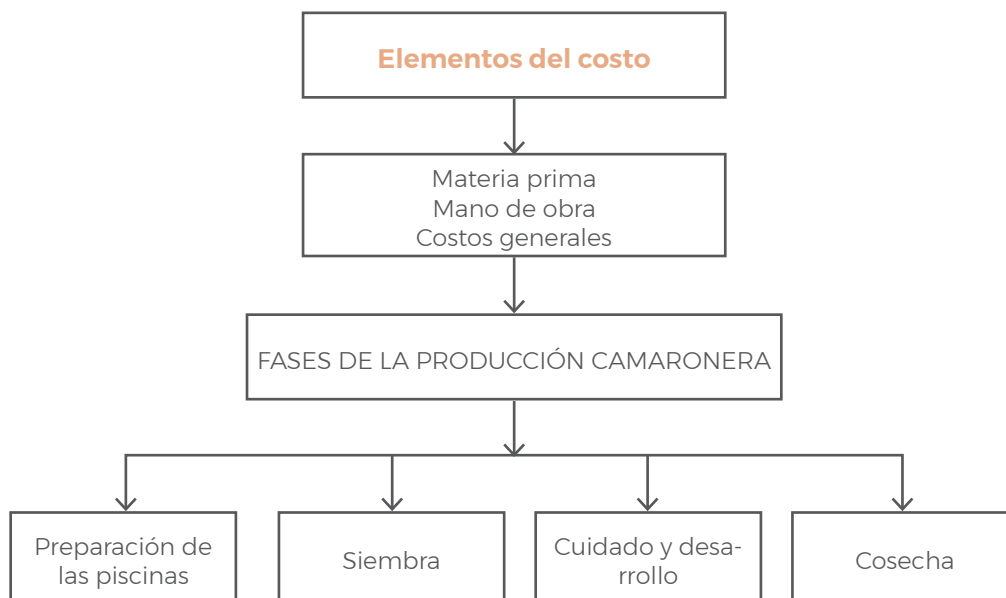 Elementos del costo
Materia prima
Mano de obra
Costos generales
FASES DE LA PRODUCCIÓN CAMARONERA
Preparación de
las piscinas
Siembra
Cuidado y desa-
rrollo
Cosecha